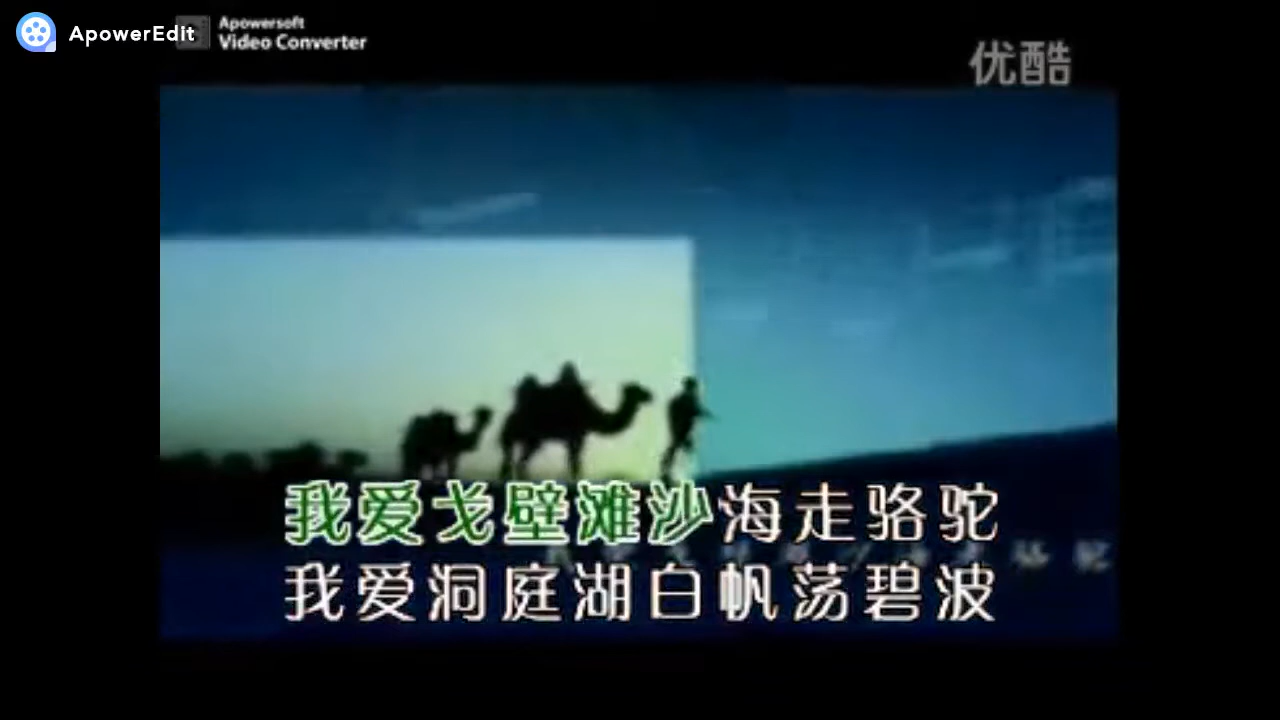 ApowerEdit
Apowersoft
Video Converter
优酷
我爱戈壁滩沙海走骆驼
我爱洞庭湖白帆荡碧波